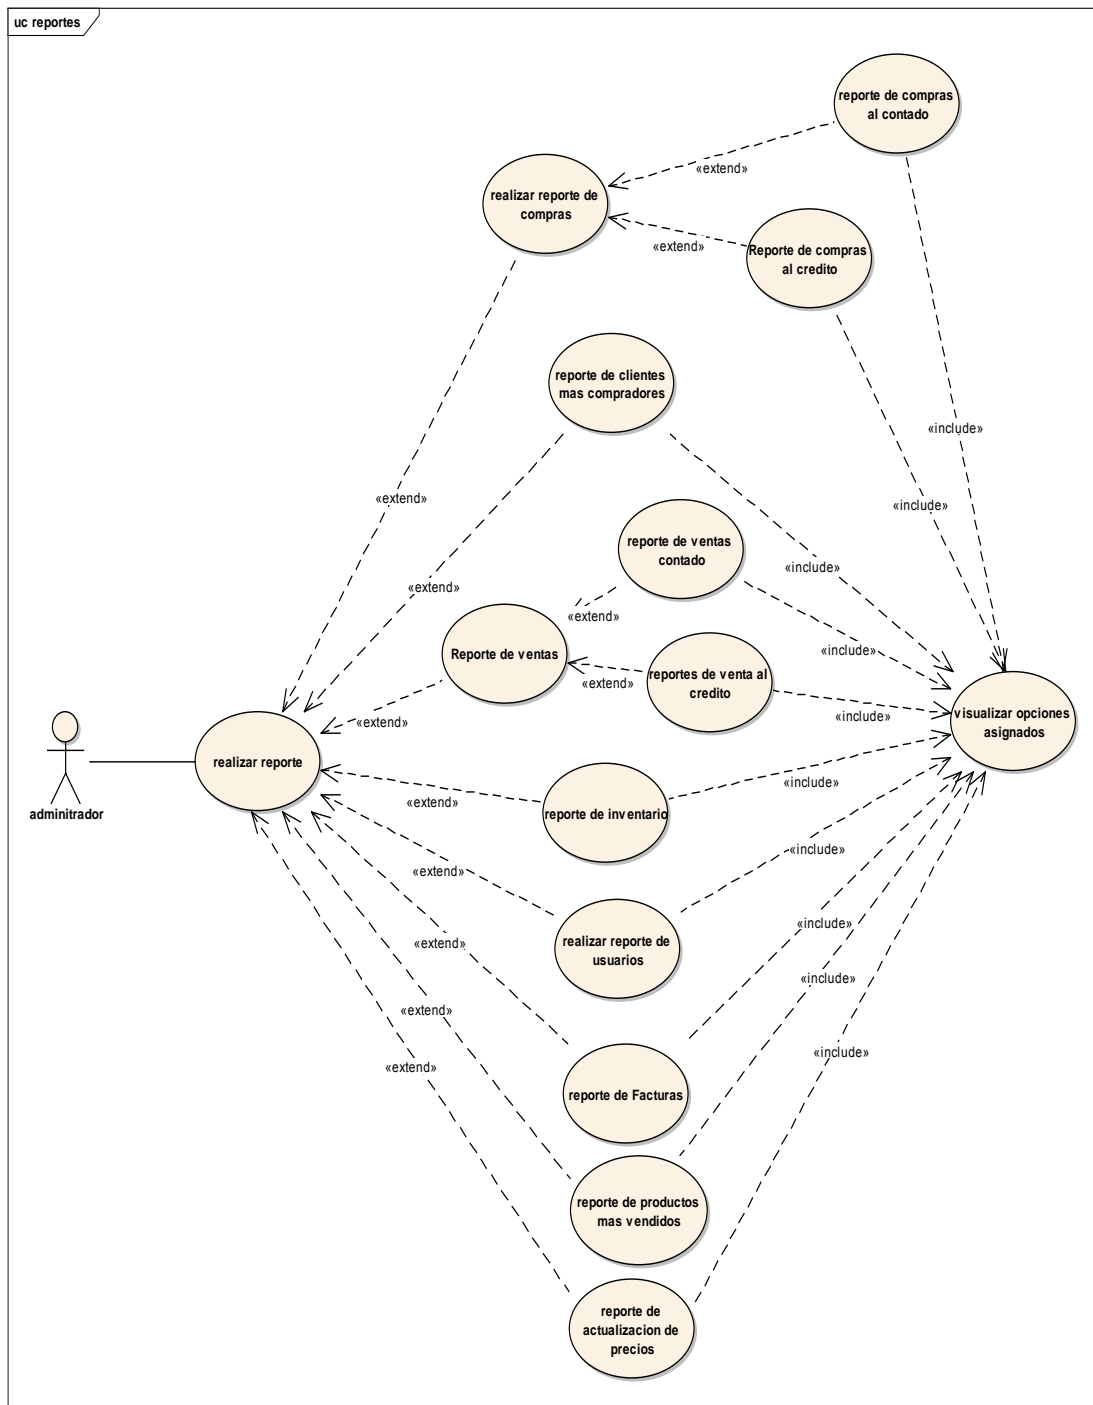 uc reportes
reporte de compras
al contado
«extend»
realizar reporte de
compras
«extend»
Reporte de compras
al credito
reporte de clientes
mas compradores
«include»
«extend»
«include»
reporte de ventas
contado
«include»
«extend»
«extend»
Reporte de ventas
«include»
«extend»
reportes de venta al
credito
«extend»
«include»
visualizar opciones
asignados
realizar reporte
adminitrador
«include»
«extend»
reporte de inventario
«include»
«extend»
realizar reporte de
usuarios
«extend»
«include»
«include»
«extend»
«include»
«extend»
reporte de Facturas
reporte de productos
mas vendidos
reporte de
actualizacion de
precios